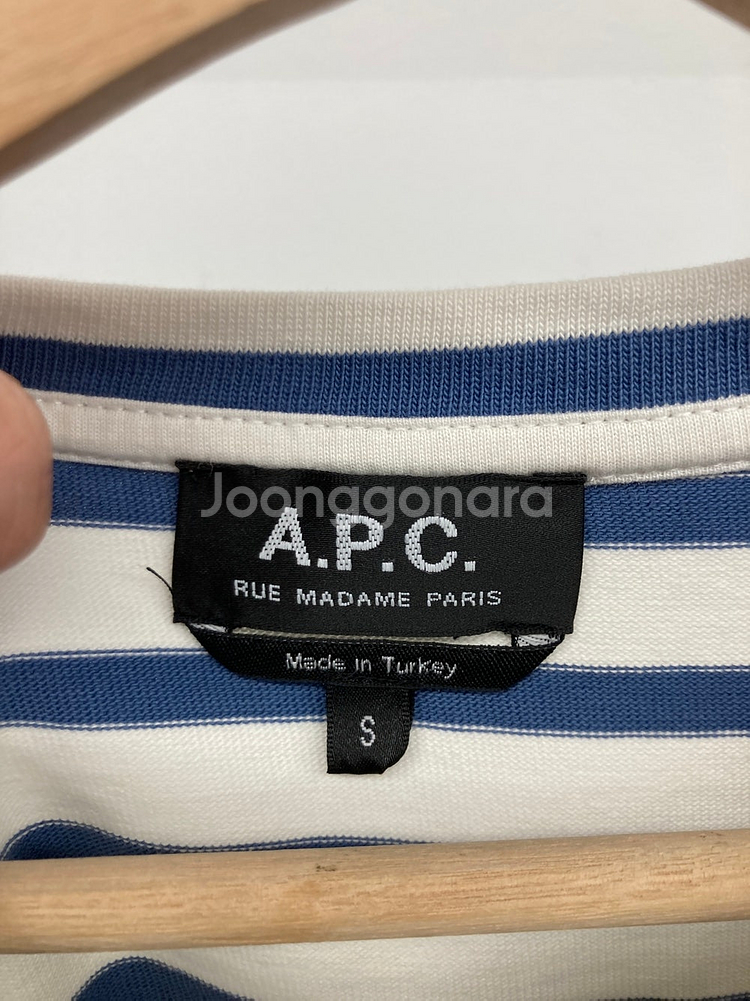 Joonggonara
A.P.C.
RUE MADAME PARIS
Made in Turkey
S